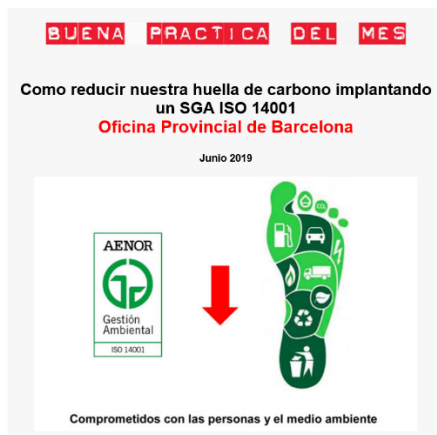 BUENA PRACTICA DEL MES
Como reducir nuestra huella de carbono implantando
un SGA ISO 14001
Oficina Provincial de Barcelona
Junio 2019
AENOR
Gestión
Ambiental
ISO 14001
CO₂
Comprometidos con las personas y el medio ambiente